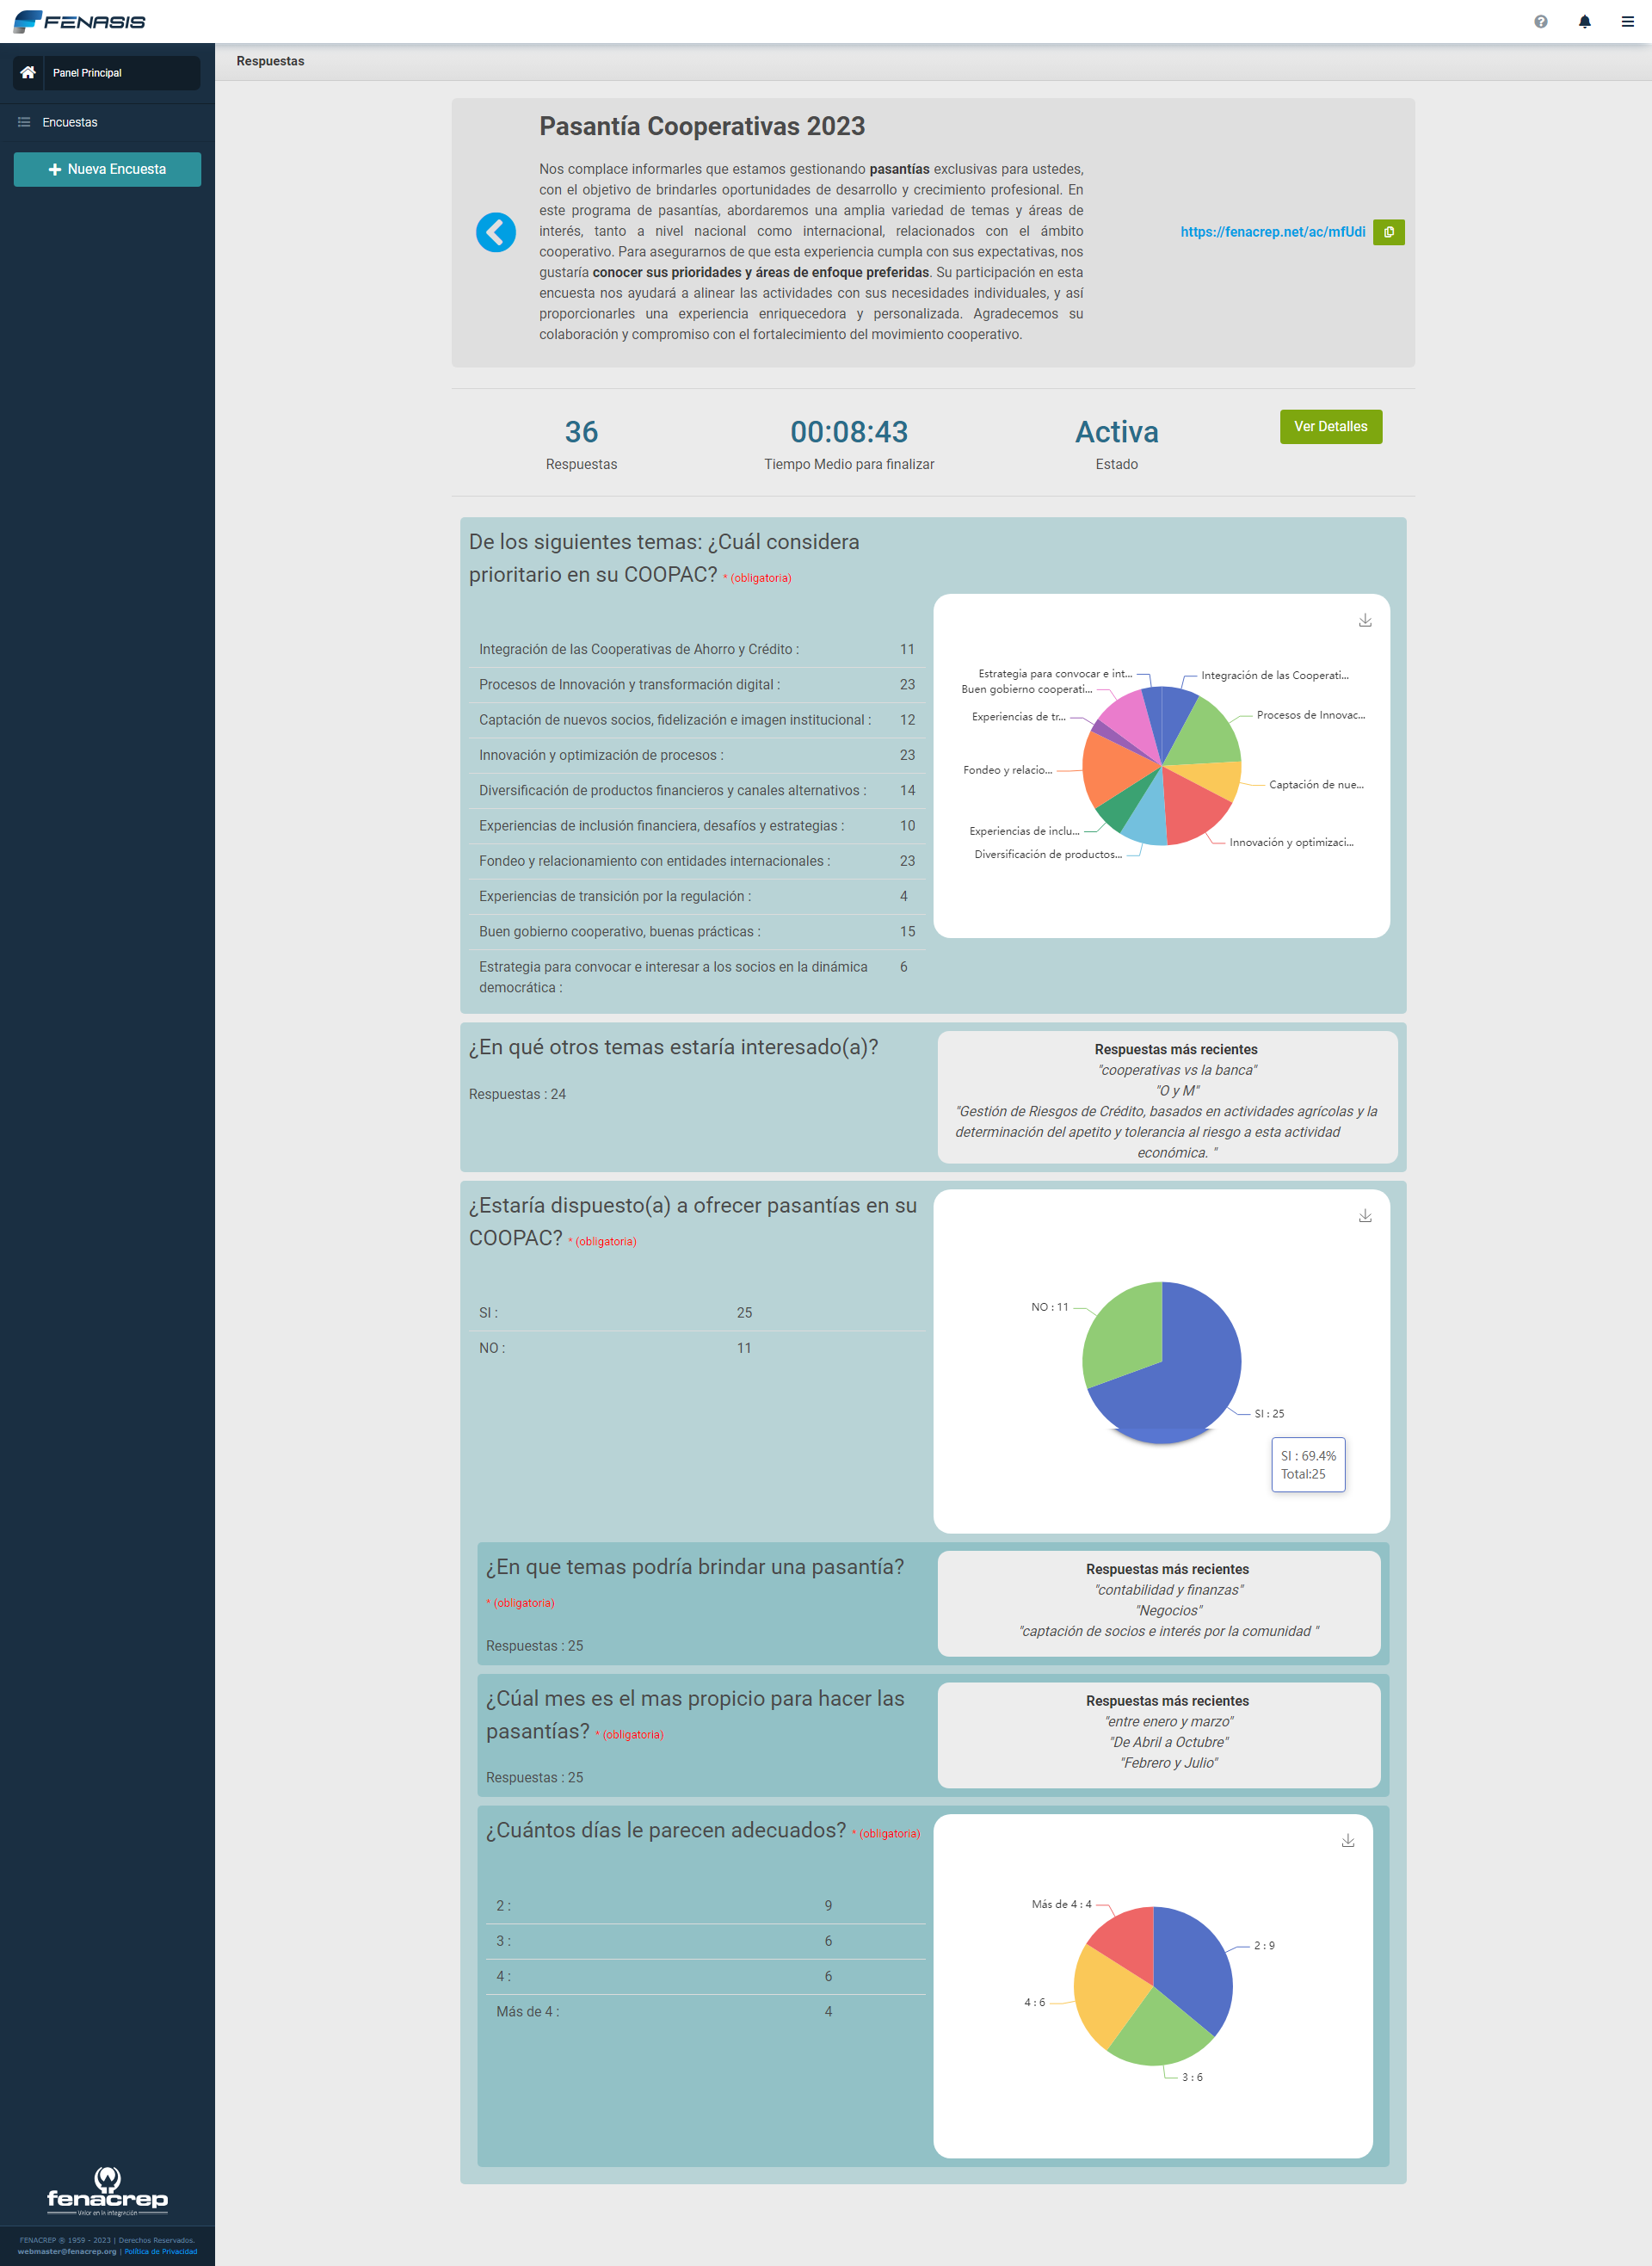 FENASIS
Panel Principal
Encuestas
Nueva Encuesta
Respuestas
Pasantía Cooperativas 2023
Nos complace informarles que estamos gestionando pasantías exclusivas para ustedes,
con el objetivo de brindarles oportunidades de desarrollo y crecimiento profesional. En
este programa de pasantías, abordaremos una amplia variedad de temas y áreas de
interés, tanto a nivel nacional como internacional, relacionados con el ámbito
cooperativo. Para asegurarnos de que esta experiencia cumpla con sus expectativas, nos
gustaría conocer sus prioridades y áreas de enfoque preferidas. Su participación en esta
encuesta nos ayudará a alinear las actividades con sus necesidades individuales, y así
proporcionarles una experiencia enriquecedora y personalizada. Agradecemos su
colaboración y compromiso con el fortalecimiento del movimiento cooperativo.
https://fenacrep.net/ac/mfUdi
36
Respuestas
00:08:43
Tiempo Medio para finalizar
Activa
Estado
Ver Detalles
De los siguientes temas: ¿Cuál considera
prioritario en su COOPAC? * (obligatoria)
Integración de las Cooperativas de Ahorro y Crédito : 11
Procesos de Innovación y transformación digital : 23
Captación de nuevos socios, fidelización e imagen institucional : 12
Innovación y optimización de procesos : 23
Diversificación de productos financieros y canales alternativos : 14
Experiencias de inclusión financiera, desafíos y estrategias : 10
Fondeo y relacionamiento con entidades internacionales : 23
Experiencias de transición por la regulación : 4
Buen gobierno cooperativo, buenas prácticas : 15
Estrategia para convocar e interesar a los socios en la dinámica 6
democrática :
Estrategia para convocar e int...
Integración de las Cooperati...
Buen gobierno cooperati...
Experiencias de tr...
Procesos de Innovac...
Fondeo y relacio...
Captación de nue...
Experiencias de inclu...
Innovación y optimizaci...
Diversificación de productos...
¿En qué otros temas estaría interesado(a)?
Respuestas : 24
Respuestas más recientes
"cooperativas vs la banca"
"O y M"
"Gestión de Riesgos de Crédito, basados en actividades agrícolas y la
determinación del apetito y tolerancia al riesgo a esta actividad
económica. "
¿Estaría dispuesto(a) a ofrecer pasantías en su
COOPAC? * (obligatoria)
SI : 25
NO : 11
NO : 11
SI : 25
SI : 69.4%
Total:25
¿En que temas podría brindar una pasantía?
* (obligatoria)
Respuestas : 25
Respuestas más recientes
"contabilidad y finanzas"
"Negocios"
"captación de socios e interés por la comunidad "
¿Cúal mes es el mas propicio para hacer las
pasantías? * (obligatoria)
Respuestas : 25
Respuestas más recientes
"entre enero y marzo"
"De Abril a Octubre"
"Febrero y Julio"
¿Cuántos días le parecen adecuados? * (obligatoria)
2 : 9
3 : 6
4 : 6
Más de 4 : 4
Más de 4 : 4
2 : 9
4 : 6
3 : 6
fenacrep
Valor en la integración
FENACREP ® 1959 - 2023 | Derechos Reservados.
webmaster@fenacrep.org | Política de Privacidad